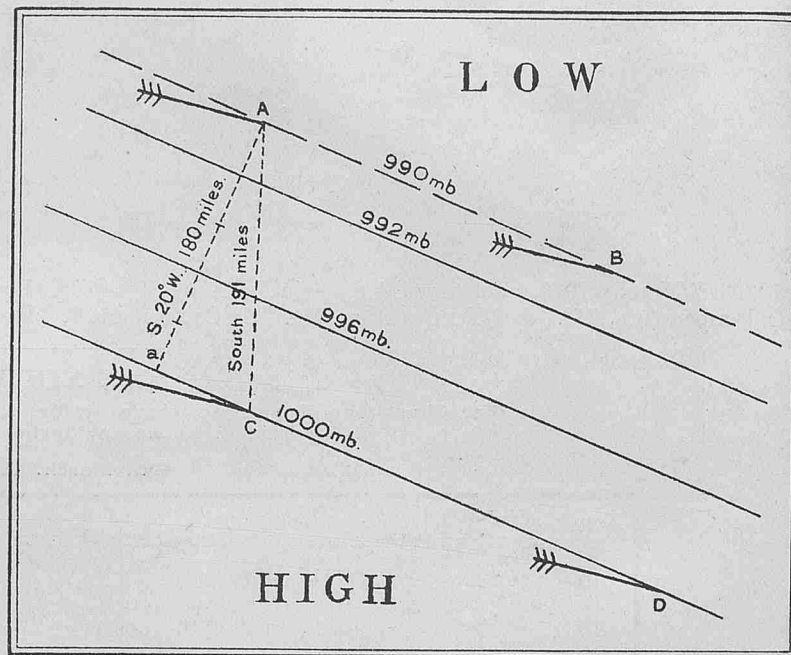 LOW
A
990mb
992mb
B
S. 20° W. 180 miles.
South 191 miles
996mb.
a
C
1000mb.
HIGH
D